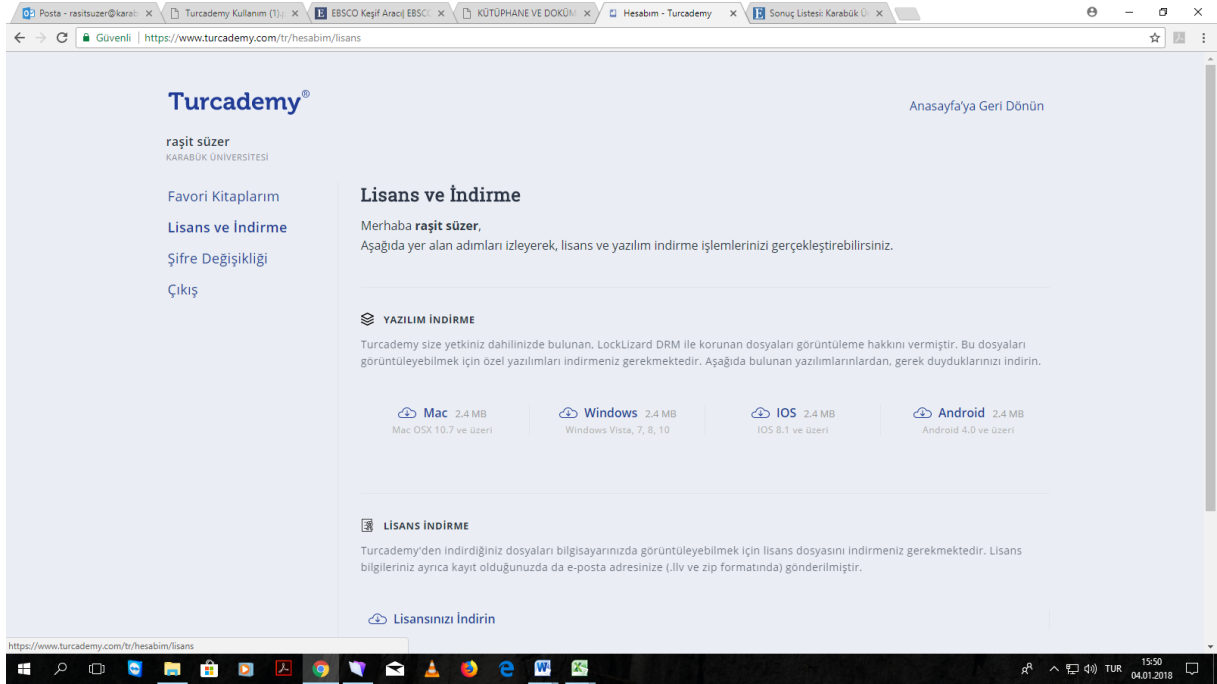 Posta - rasitsuzer@karab
Turcademy Kullanım (1).p
EBSCO Keşif Aracı| EBSCO
KÜTÜPHANE VE DOKÜM
Hesabım - Turcademy
Sonuç Listesi: Karabük Ü
Güvenli | https://www.turcademy.com/tr/hesabim/lisans
Turcademy®
Anasayfa'ya Geri Dönün
raşit süzer
KARABÜK ÜNİVERSİTESİ
Favori Kitaplarım
Lisans ve İndirme
Şifre Değişikliği
Çıkış
Lisans ve İndirme
Merhaba raşit süzer,
Aşağıda yer alan adımları izleyerek, lisans ve yazılım indirme işlemlerinizi gerçekleştirebilirsiniz.
YAZILIM İNDİRME
Turcademy size yetkiniz dahilinizde bulunan, LockLizard DRM ile korunan dosyaları görüntüleme hakkını vermiştir. Bu dosyaları
görüntüleyebilmek için özel yazılımları indirmeniz gerekmektedir. Aşağıda bulunan yazılımlarınlardan, gerek duyduklarınızı indirin.
Mac 2.4 MB
Mac OSX 10.7 ve üzeri
Windows 2.4 MB
Windows Vista, 7, 8, 10
IOS 2.4 MB
IOS 8.1 ve üzeri
Android 2.4 MB
Android 4.0 ve üzeri
LİSANS İNDİRME
Turcademy'den indirdiğiniz dosyaları bilgisayarınızda görüntüleyebilmek için lisans dosyasını indirmeniz gerekmektedir. Lisans
bilgileriniz ayrıca kayıt olduğunuzda da e-posta adresinize (.llv ve zip formatında) gönderilmiştir.
Lisansınızı İndirin
https://www.turcademy.com/tr/hesabim/lisans
TUR
15:50
04.01.2018